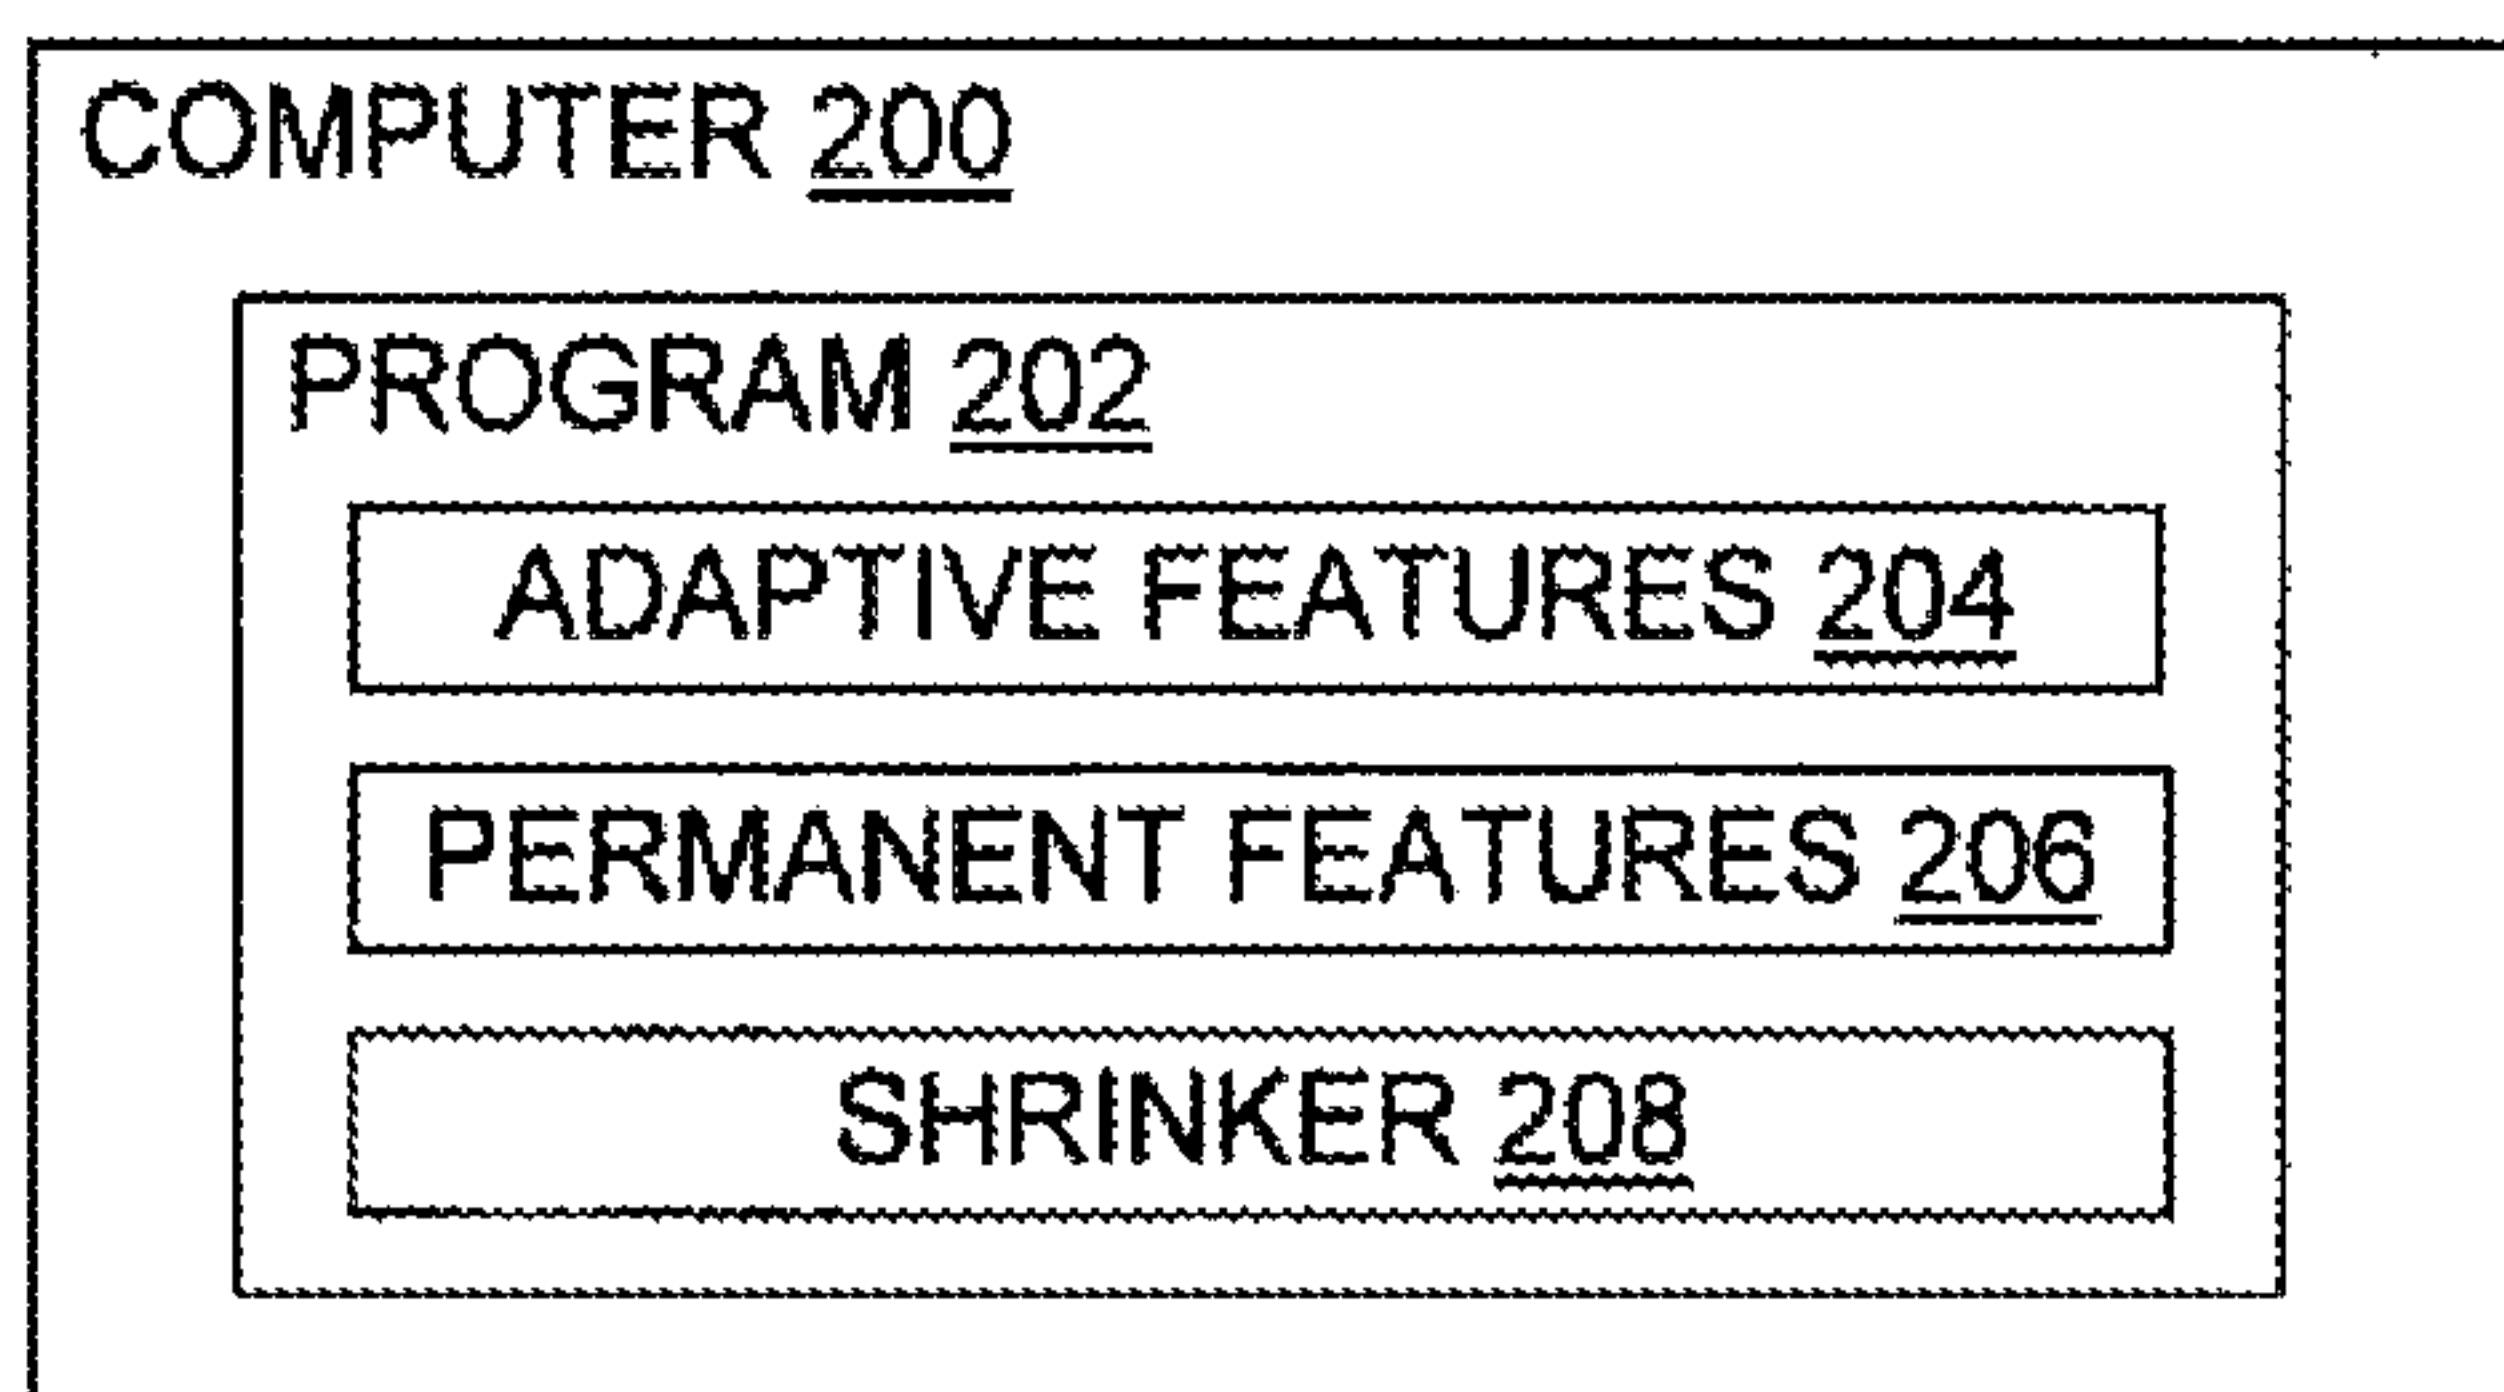 COMPUTER 200
PROGRAM 202
ADAPTIVE FEATURES 204
PERMANENT FEATURES 206
SHRINKER 208